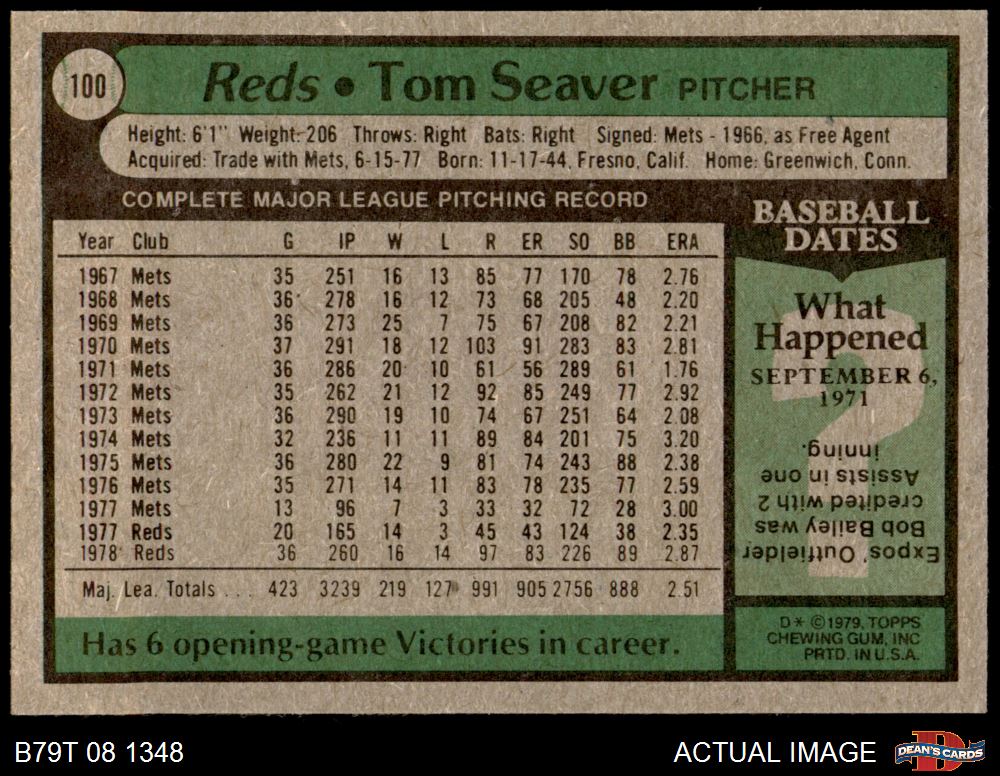 100
Reds • Tom Seaver PITCHER
Height: 6'1" Weight: 206 Throws: Right Bats: Right Signed: Mets - 1966, as Free Agent
Acquired: Trade with Mets, 6-15-77 Born: 11-17-44, Fresno, Calif. Home: Greenwich, Conn.
COMPLETE MAJOR LEAGUE PITCHING RECORD
Year Club G IP W L R ER SO BB ERA
1967 Mets 35 251 16 13 85 77 170 78 2.76
1968 Mets 36 278 16 12 73 68 205 48 2.20
1969 Mets 36 273 25 7 75 67 208 82 2.21
1970 Mets 37 291 18 12 103 91 283 83 2.81
1971 Mets 36 286 20 10 61 56 289 61 1.76
1972 Mets 35 262 21 12 92 85 249 77 2.92
1973 Mets 36 290 19 10 74 67 251 64 2.08
1974 Mets 32 236 11 11 89 84 201 75 3.20
1975 Mets 36 280 22 9 81 74 243 88 2.38
1976 Mets 35 271 14 11 83 78 235 77 2.59
1977 Mets 13 96 7 3 33 32 72 28 3.00
1977 Reds 20 165 14 3 45 43 124 38 2.35
1978 Reds 36 260 16 14 97 83 226 89 2.87
Maj. Lea. Totals . . . 423 3239 219 127 991 905 2756 888 2.51
Has 6 opening-game Victories in career.
BASEBALL
DATES
What
Happened
SEPTEMBER 6,
1971
?
Expos' Outfielder
Bob Bailey was
credited with 2
Assists in one
inning.
D* ©1979, TOPPS
CHEWING GUM, INC
PRTD. IN U.S.A.
B79T 08 1348
ACTUAL IMAGE
DEAN'S CARDS